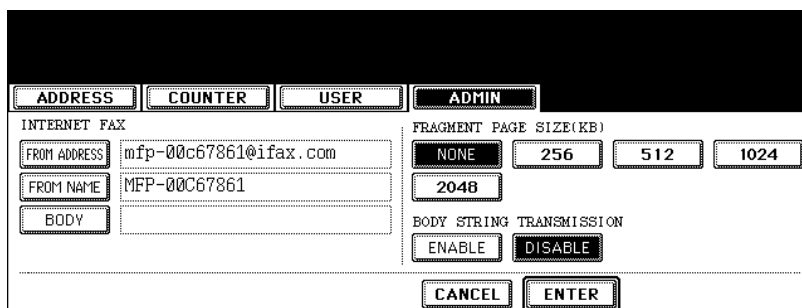 ADDRESS COUNTER USER ADMIN
INTERNET FAX
FROM ADDRESS mfp-00c67861@ifax.com
FROM NAME MFP-00C67861
BODY
FRAGMENT PAGE SIZE(KB)
NONE 256 512 1024
2048
BODY STRING TRANSMISSION
ENABLE DISABLE
CANCEL ENTER